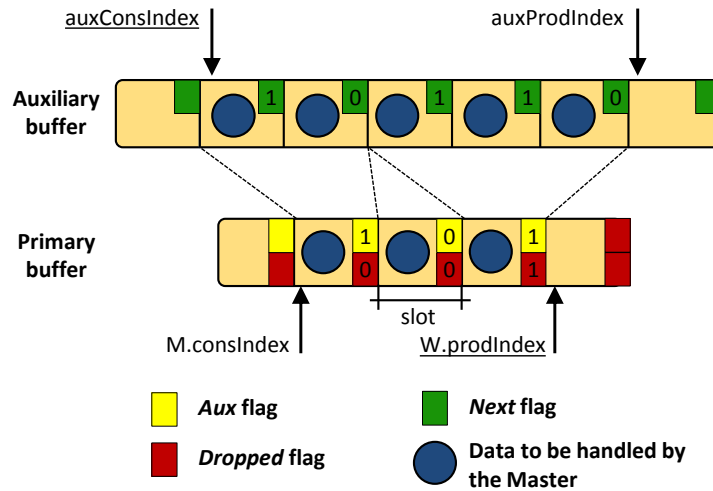 auxConsIndex auxProdIndex
Auxiliary
buffer
1 0 1 1 0
Primary
buffer
1 0 1
0 0 1
slot
M.consIndex W.prodIndex
Aux flag Next flag
Dropped flag Data to be handled by
the Master